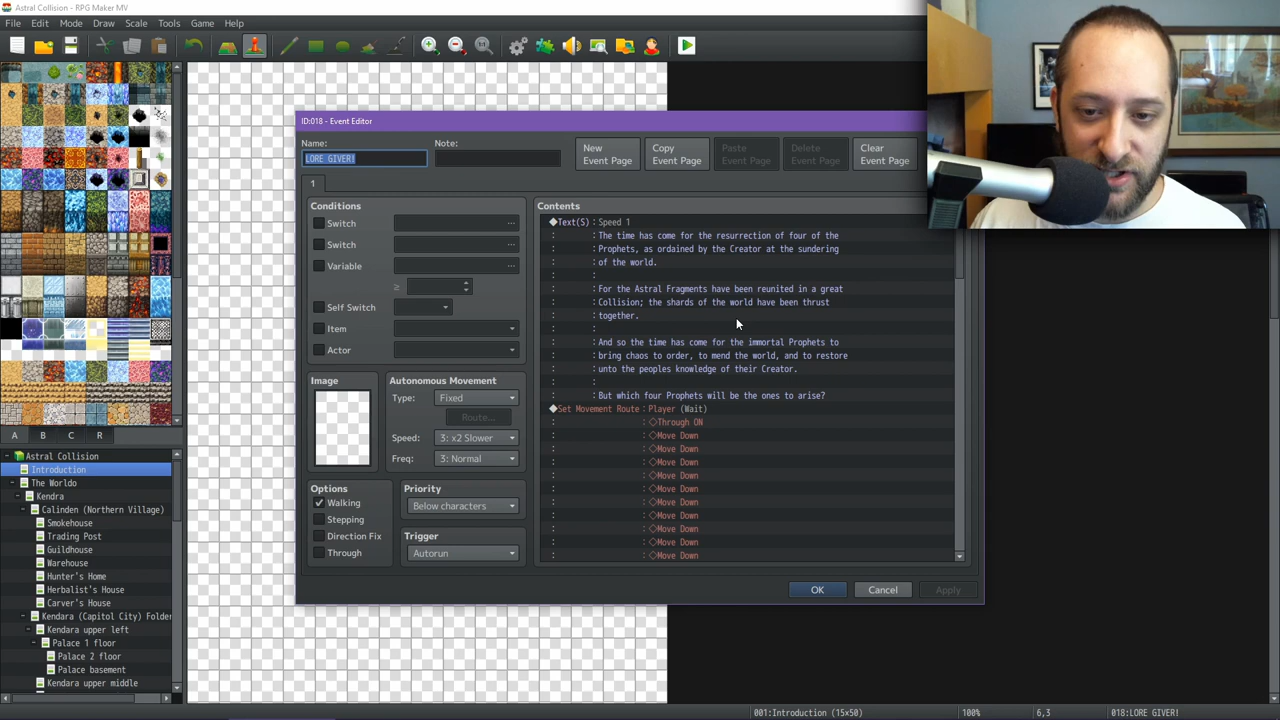 Astral Collision - RPG Maker MV
File Edit Mode Draw Scale Tools Game Help
ID:018 - Event Editor
Name:
Note:
LORE GIVER!
New
Event Page
Copy
Event Page
Paste
Event Page
Delete
Event Page
Clear
Event Page
1
Conditions
Switch
...
Switch
...
Variable
...
≥
Self Switch
Item
Actor
Image
Autonomous Movement
Type: Fixed
Route...
Speed: 3: x2 Slower
Freq: 3: Normal
Options
Walking
Stepping
Direction Fix
Through
Priority
Below characters
Trigger
Autorun
Contents
◆Text(S) : Speed 1
: : The time has come for the resurrection of four of the
: : Prophets, as ordained by the Creator at the sundering
: : of the world.
: :
: : For the Astral Fragments have been reunited in a great
: : Collision; the shards of the world have been thrust
: : together.
: :
: : And so the time has come for the immortal Prophets to
: : bring chaos to order, to mend the world, and to restore
: : unto the peoples knowledge of their Creator.
: :
: : But which four Prophets will be the ones to arise?
◆Set Movement Route : Player (Wait)
: : ◇Through ON
: : ◇Move Down
: : ◇Move Down
: : ◇Move Down
: : ◇Move Down
: : ◇Move Down
: : ◇Move Down
: : ◇Move Down
: : ◇Move Down
: : ◇Move Down
: : ◇Move Down
OK
Cancel
Apply
A B C R
Astral Collision
Introduction
The Worldo
Kendra
Calinden (Northern Village)
Smokehouse
Trading Post
Guildhouse
Warehouse
Hunter's Home
Herbalist's House
Carver's House
Kendara (Capitol City) Folder
Kendara upper left
Palace 1 floor
Palace 2 floor
Palace basement
Kendara upper middle
001:Introduction (15x50)
100%
6,3
018:LORE GIVER!